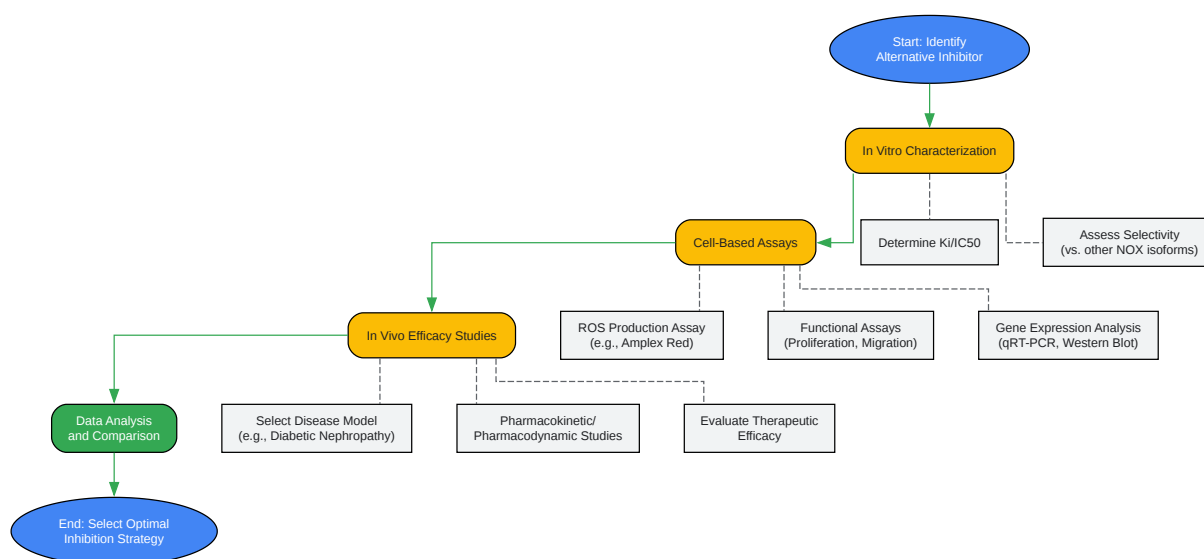 Start: Identify
Alternative Inhibitor
In Vitro Characterization
Determine Ki/IC50
Assess Selectivity
(vs. other NOX isoforms)
Cell-Based Assays
ROS Production Assay
(e.g., Amplex Red)
Functional Assays
(Proliferation, Migration)
Gene Expression Analysis
(qRT-PCR, Western Blot)
In Vivo Efficacy Studies
Select Disease Model
(e.g., Diabetic Nephropathy)
Pharmacokinetic/
Pharmacodynamic Studies
Evaluate Therapeutic
Efficacy
Data Analysis
and Comparison
End: Select Optimal
Inhibition Strategy